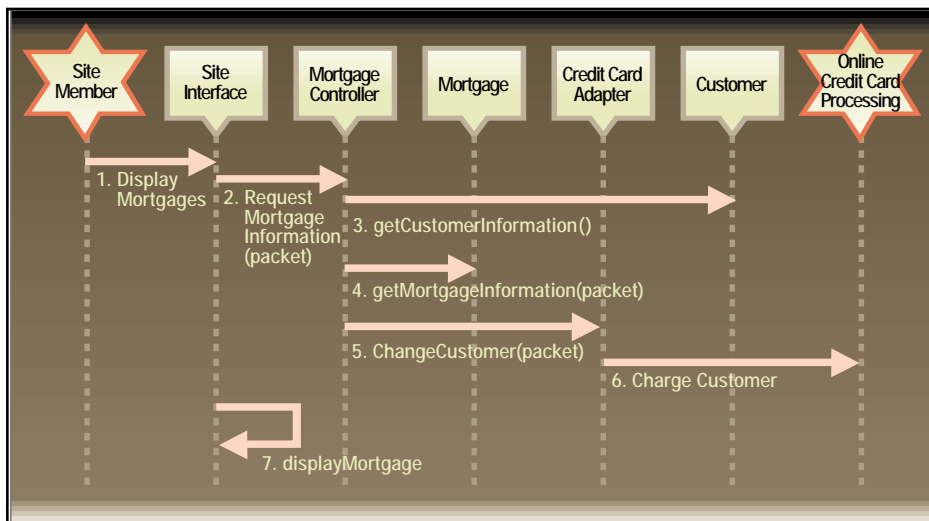 Site
Member
Site
Interface
Mortgage
Controller
Mortgage
Credit Card
Adapter
Customer
Online
Credit Card
Processing
1. Display
Mortgages
2. Request
Mortgage
Information
(packet)
3. getCustomerInformation()
4. getMortgageInformation(packet)
5. ChangeCustomer(packet)
6. Charge Customer
7. displayMortgage